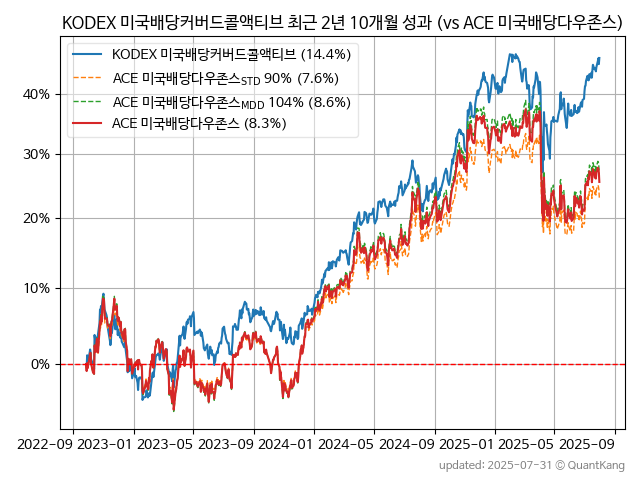 KODEX 미국배당커버드콜액티브 최근 2년 10개월 성과 (vs ACE 미국배당다우존스)
KODEX 미국배당커버드콜액티브 (14.4%)
ACE 미국배당다우존스STD 90% (7.6%)
ACE 미국배당다우존스MDD 104% (8.6%)
ACE 미국배당다우존스 (8.3%)
40%
30%
20%
10%
0%
2022-09 2023-01 2023-05 2023-09 2024-01 2024-05 2024-09 2025-01 2025-05 2025-09
updated: 2025-07-31 © QuantKang